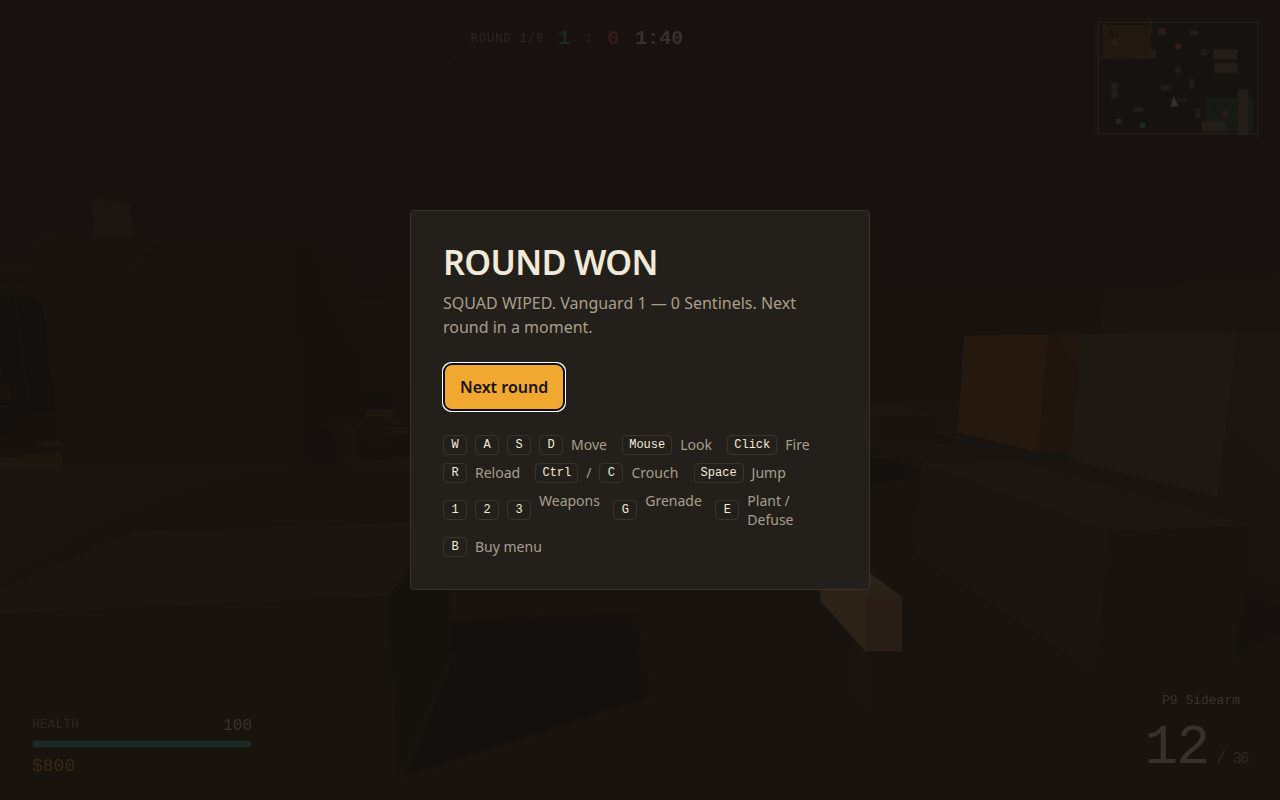 ROUND 1/9 1 : 0 1:40
ROUND WON
SQUAD WIPED. Vanguard 1 — 0 Sentinels. Next
round in a moment.
Next round
W A S D Move Mouse Look Click Fire
R Reload Ctrl / C Crouch Space Jump
1 2 3 Weapons G Grenade E Plant /
Defuse
B Buy menu
HEALTH 100
$800
P9 Sidearm
12 / 36